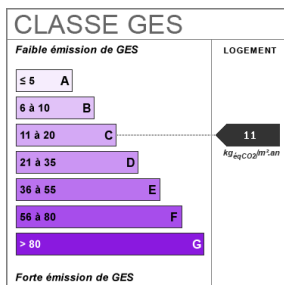 CLASSE GES
Faible émission de GES
LOGEMENT
≤ 5 A
6 à 10 B
11 à 20 C
11
kgéqCO2/m².an
21 à 35 D
36 à 55 E
56 à 80 F
> 80 G
Forte émission de GES